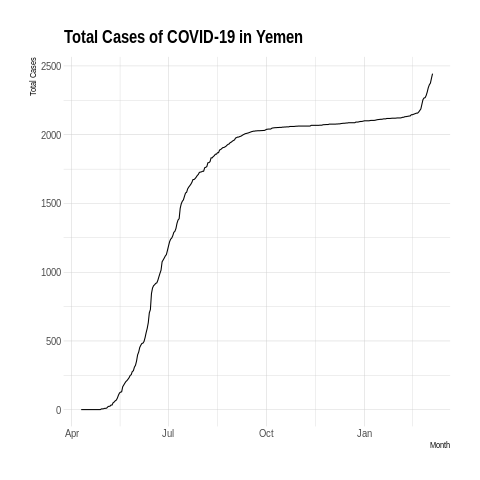 Total Cases of COVID-19 in Yemen
Total Cases
2500
2000
1500
1000
500
0
Apr Jul Oct Jan
Month